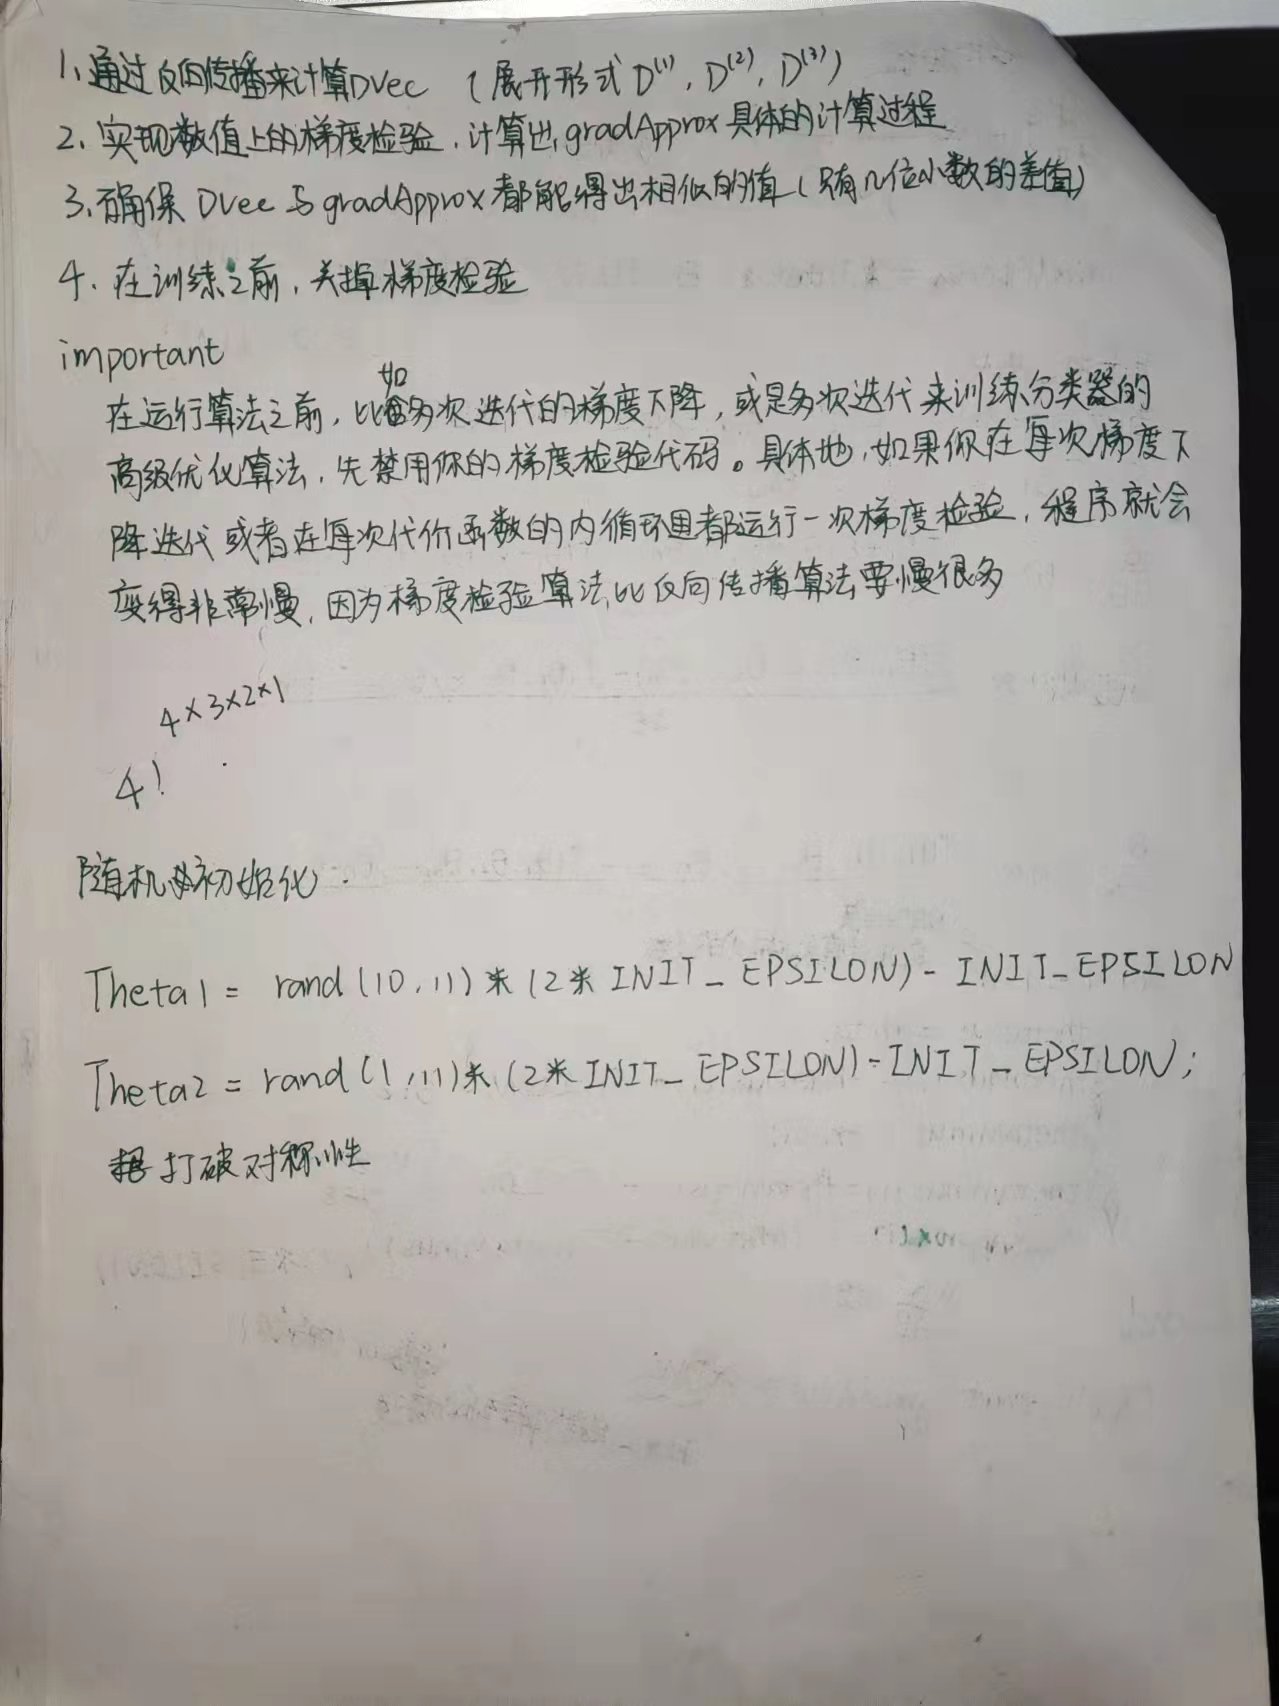 1、通过反向传播来计算DVec (展开形式 D⁽¹⁾, D⁽²⁾, D⁽³⁾)
2、实现数值上的梯度检验，计算出gradApprox具体的计算过程
3、确保 DVec 与 gradApprox 都能得出相似的值(只有几位小数的差值)
4、在训练之前，关掉梯度检验
important
在运行算法之前，比如多次迭代的梯度下降，或是多次迭代来训练分类器的
高级优化算法，先禁用你的梯度检验代码。具体地，如果你在每次梯度下
降迭代或者在每次代价函数的内循环里都运行一次梯度检验，程序就会
变得非常慢，因为梯度检验算法比反向传播算法要慢很多
4×3×2×1
4!
随机初始化.
Theta1 = rand(10,11)*(2*INIT_EPSILON)-INIT_EPSILON
Theta2 = rand(1,11)*(2*INIT_EPSILON)-INIT_EPSILON;
打破对称性